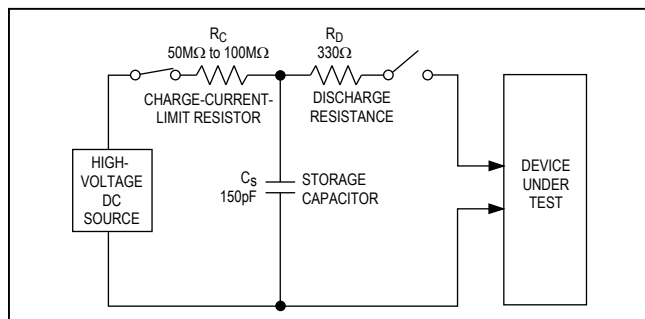 R_C
50MΩ to 100MΩ
CHARGE-CURRENT-
LIMIT RESISTOR
R_D
330Ω
DISCHARGE
RESISTANCE
HIGH-
VOLTAGE
DC
SOURCE
C_S
150pF
STORAGE
CAPACITOR
DEVICE
UNDER
TEST